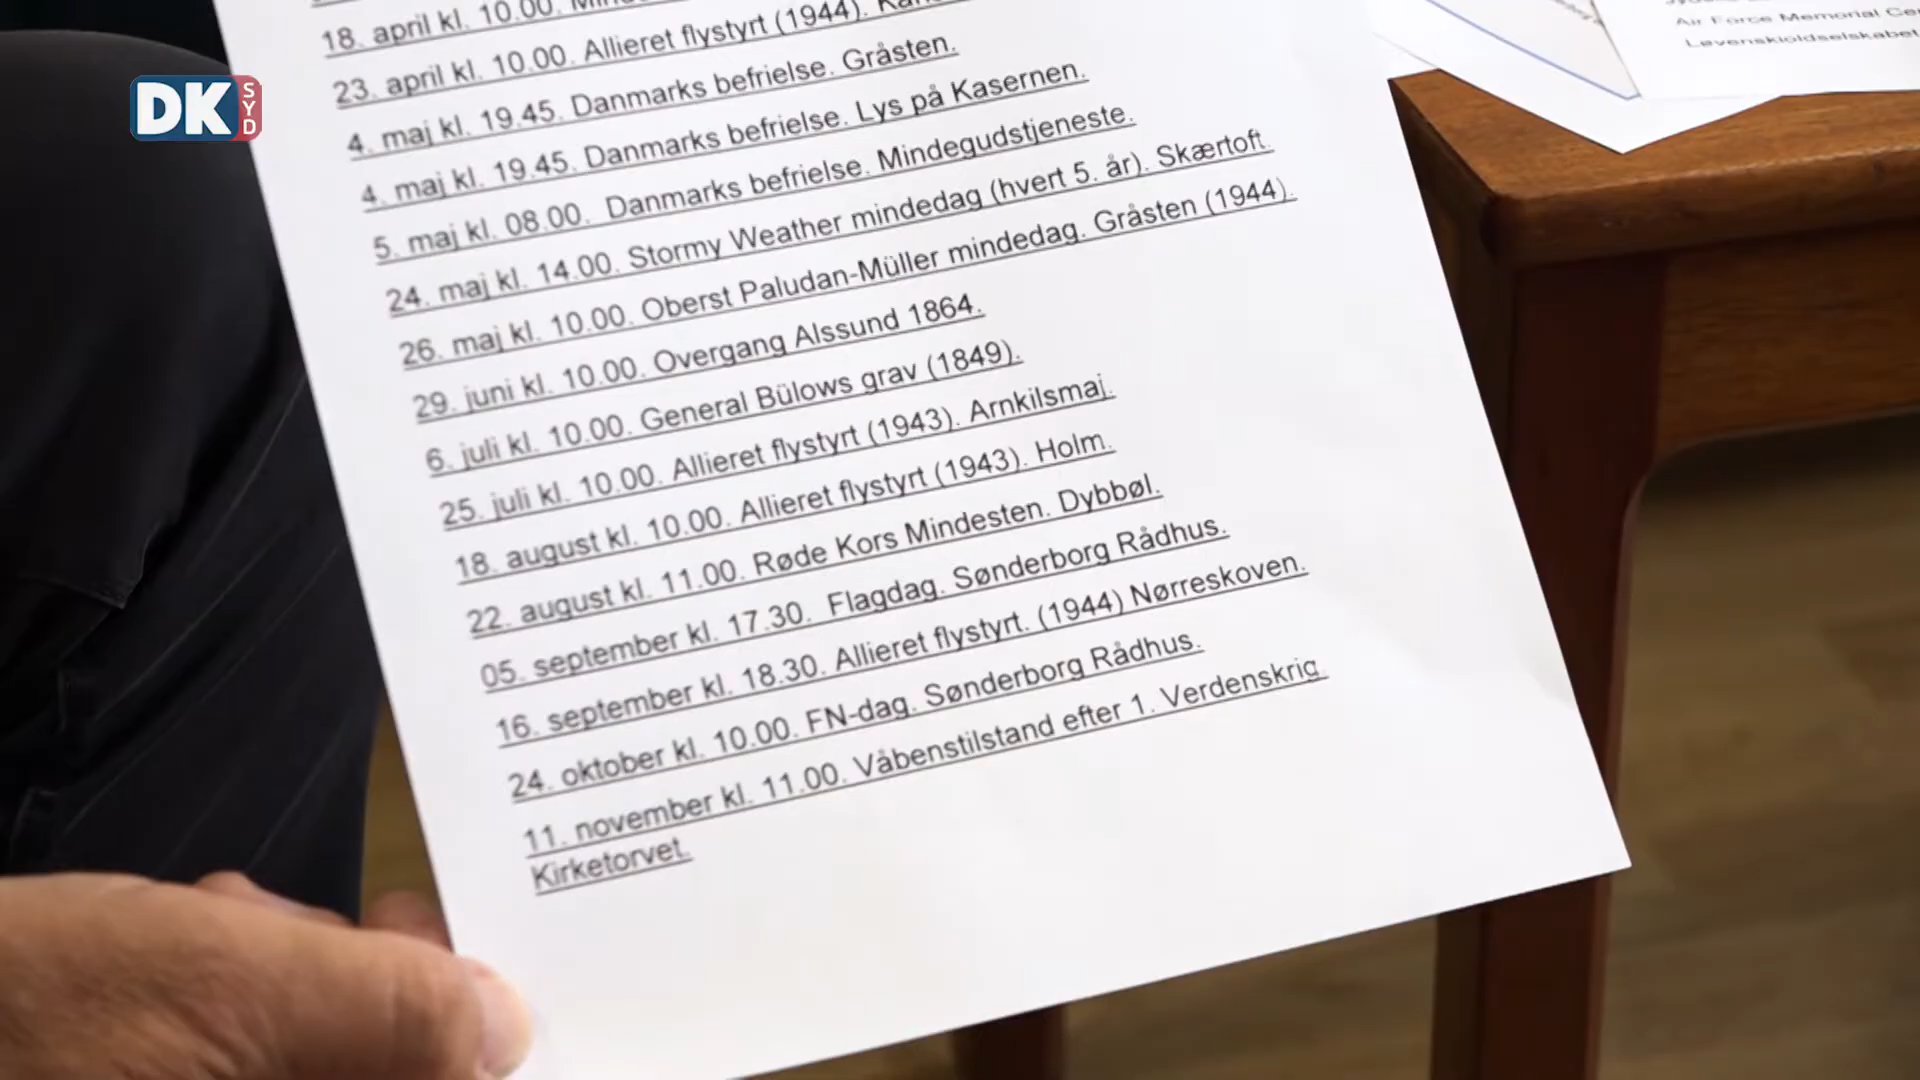 DK SYD
18. april kl. 10.00.
23. april kl. 10.00. Allieret flystyrt (1944).
4. maj kl. 19.45. Danmarks befrielse. Gråsten.
4. maj kl. 19.45. Danmarks befrielse. Lys på Kasernen.
5. maj kl. 08.00. Danmarks befrielse. Mindegudstjeneste.
24. maj kl. 14.00. Stormy Weather mindedag (hvert 5. år). Skærtoft.
26. maj kl. 10.00. Oberst Paludan-Müller mindedag. Gråsten (1944).
29. juni kl. 10.00. Overgang Alssund 1864.
6. juli kl. 10.00. General Bülows grav (1849).
25. juli kl. 10.00. Allieret flystyrt (1943). Arnkilsmaj.
18. august kl. 10.00. Allieret flystyrt (1943). Holm.
22. august kl. 11.00. Røde Kors Mindesten. Dybbøl.
05. september kl. 17.30. Flagdag. Sønderborg Rådhus.
16. september kl. 18.30. Allieret flystyrt. (1944) Nørreskoven.
24. oktober kl. 10.00. FN-dag. Sønderborg Rådhus.
11. november kl. 11.00. Våbenstilstand efter 1. Verdenskrig.
Kirketorvet.
Air Force Memorial
Løvenskioldselskabet